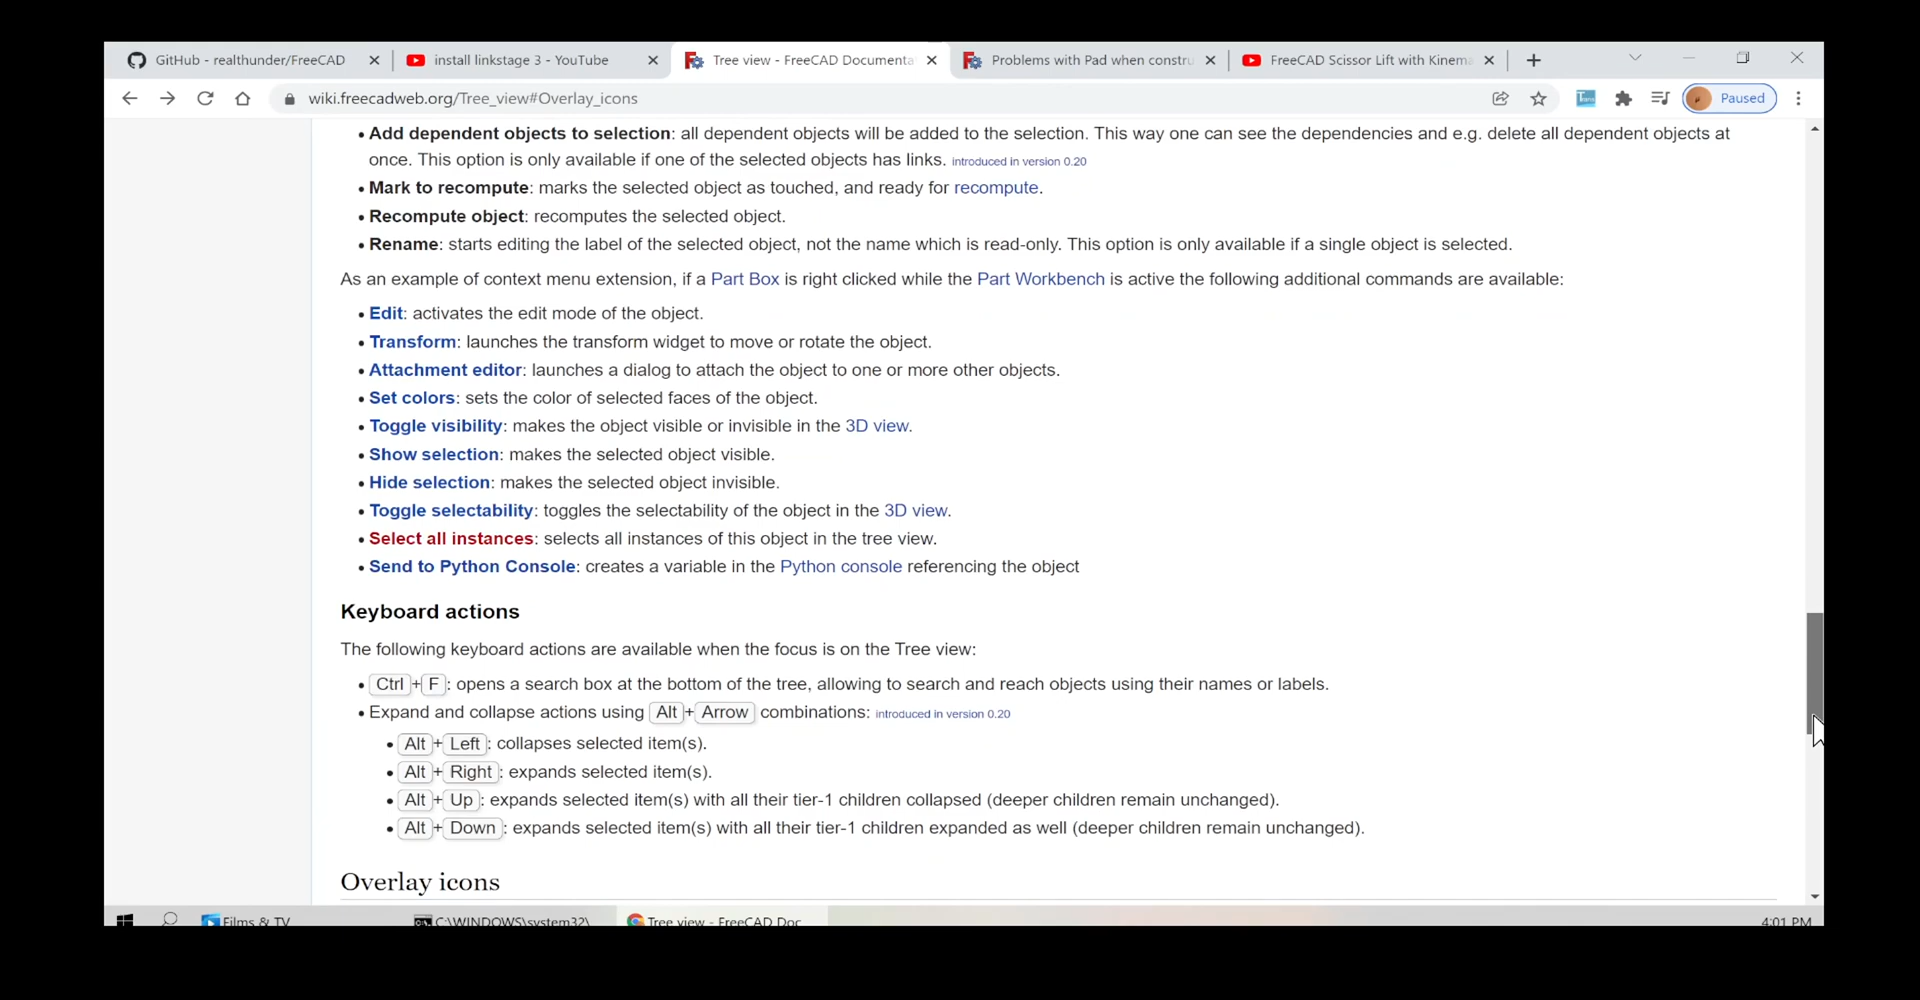 GitHub - realthunder/FreeCAD
install linkstage 3 - YouTube
Tree view - FreeCAD Documenta
Problems with Pad when constru
FreeCAD Scissor Lift with Kinema
wiki.freecadweb.org/Tree_view#Overlay_icons
Paused
• Add dependent objects to selection: all dependent objects will be added to the selection. This way one can see the dependencies and e.g. delete all dependent objects at
once. This option is only available if one of the selected objects has links. introduced in version 0.20
• Mark to recompute: marks the selected object as touched, and ready for recompute.
• Recompute object: recomputes the selected object.
• Rename: starts editing the label of the selected object, not the name which is read-only. This option is only available if a single object is selected.
As an example of context menu extension, if a Part Box is right clicked while the Part Workbench is active the following additional commands are available:
• Edit: activates the edit mode of the object.
• Transform: launches the transform widget to move or rotate the object.
• Attachment editor: launches a dialog to attach the object to one or more other objects.
• Set colors: sets the color of selected faces of the object.
• Toggle visibility: makes the object visible or invisible in the 3D view.
• Show selection: makes the selected object visible.
• Hide selection: makes the selected object invisible.
• Toggle selectability: toggles the selectability of the object in the 3D view.
• Select all instances: selects all instances of this object in the tree view.
• Send to Python Console: creates a variable in the Python console referencing the object
Keyboard actions
The following keyboard actions are available when the focus is on the Tree view:
• Ctrl+F: opens a search box at the bottom of the tree, allowing to search and reach objects using their names or labels.
• Expand and collapse actions using Alt+Arrow combinations: introduced in version 0.20
• Alt+Left: collapses selected item(s).
• Alt+Right: expands selected item(s).
• Alt+Up: expands selected item(s) with all their tier-1 children collapsed (deeper children remain unchanged).
• Alt+Down: expands selected item(s) with all their tier-1 children expanded as well (deeper children remain unchanged).
Overlay icons
Films & TV
C:\WINDOWS\system32\
Tree view - FreeCAD Doc
4:01 PM